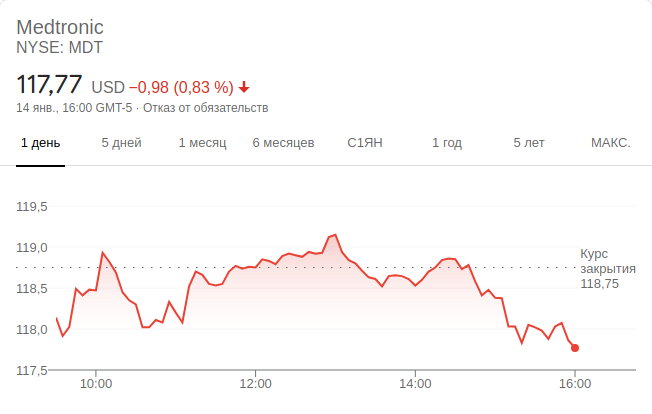 Medtronic
NYSE: MDT
117,77 USD −0,98 (0,83 %)
14 янв., 16:00 GMT-5 · Отказ от обязательств
1 день 5 дней 1 месяц 6 месяцев С1ЯН 1 год 5 лет МАКС.
119,5
119,0
118,5
118,0
117,5
Курс
закрытия
118,75
10:00 12:00 14:00 16:00